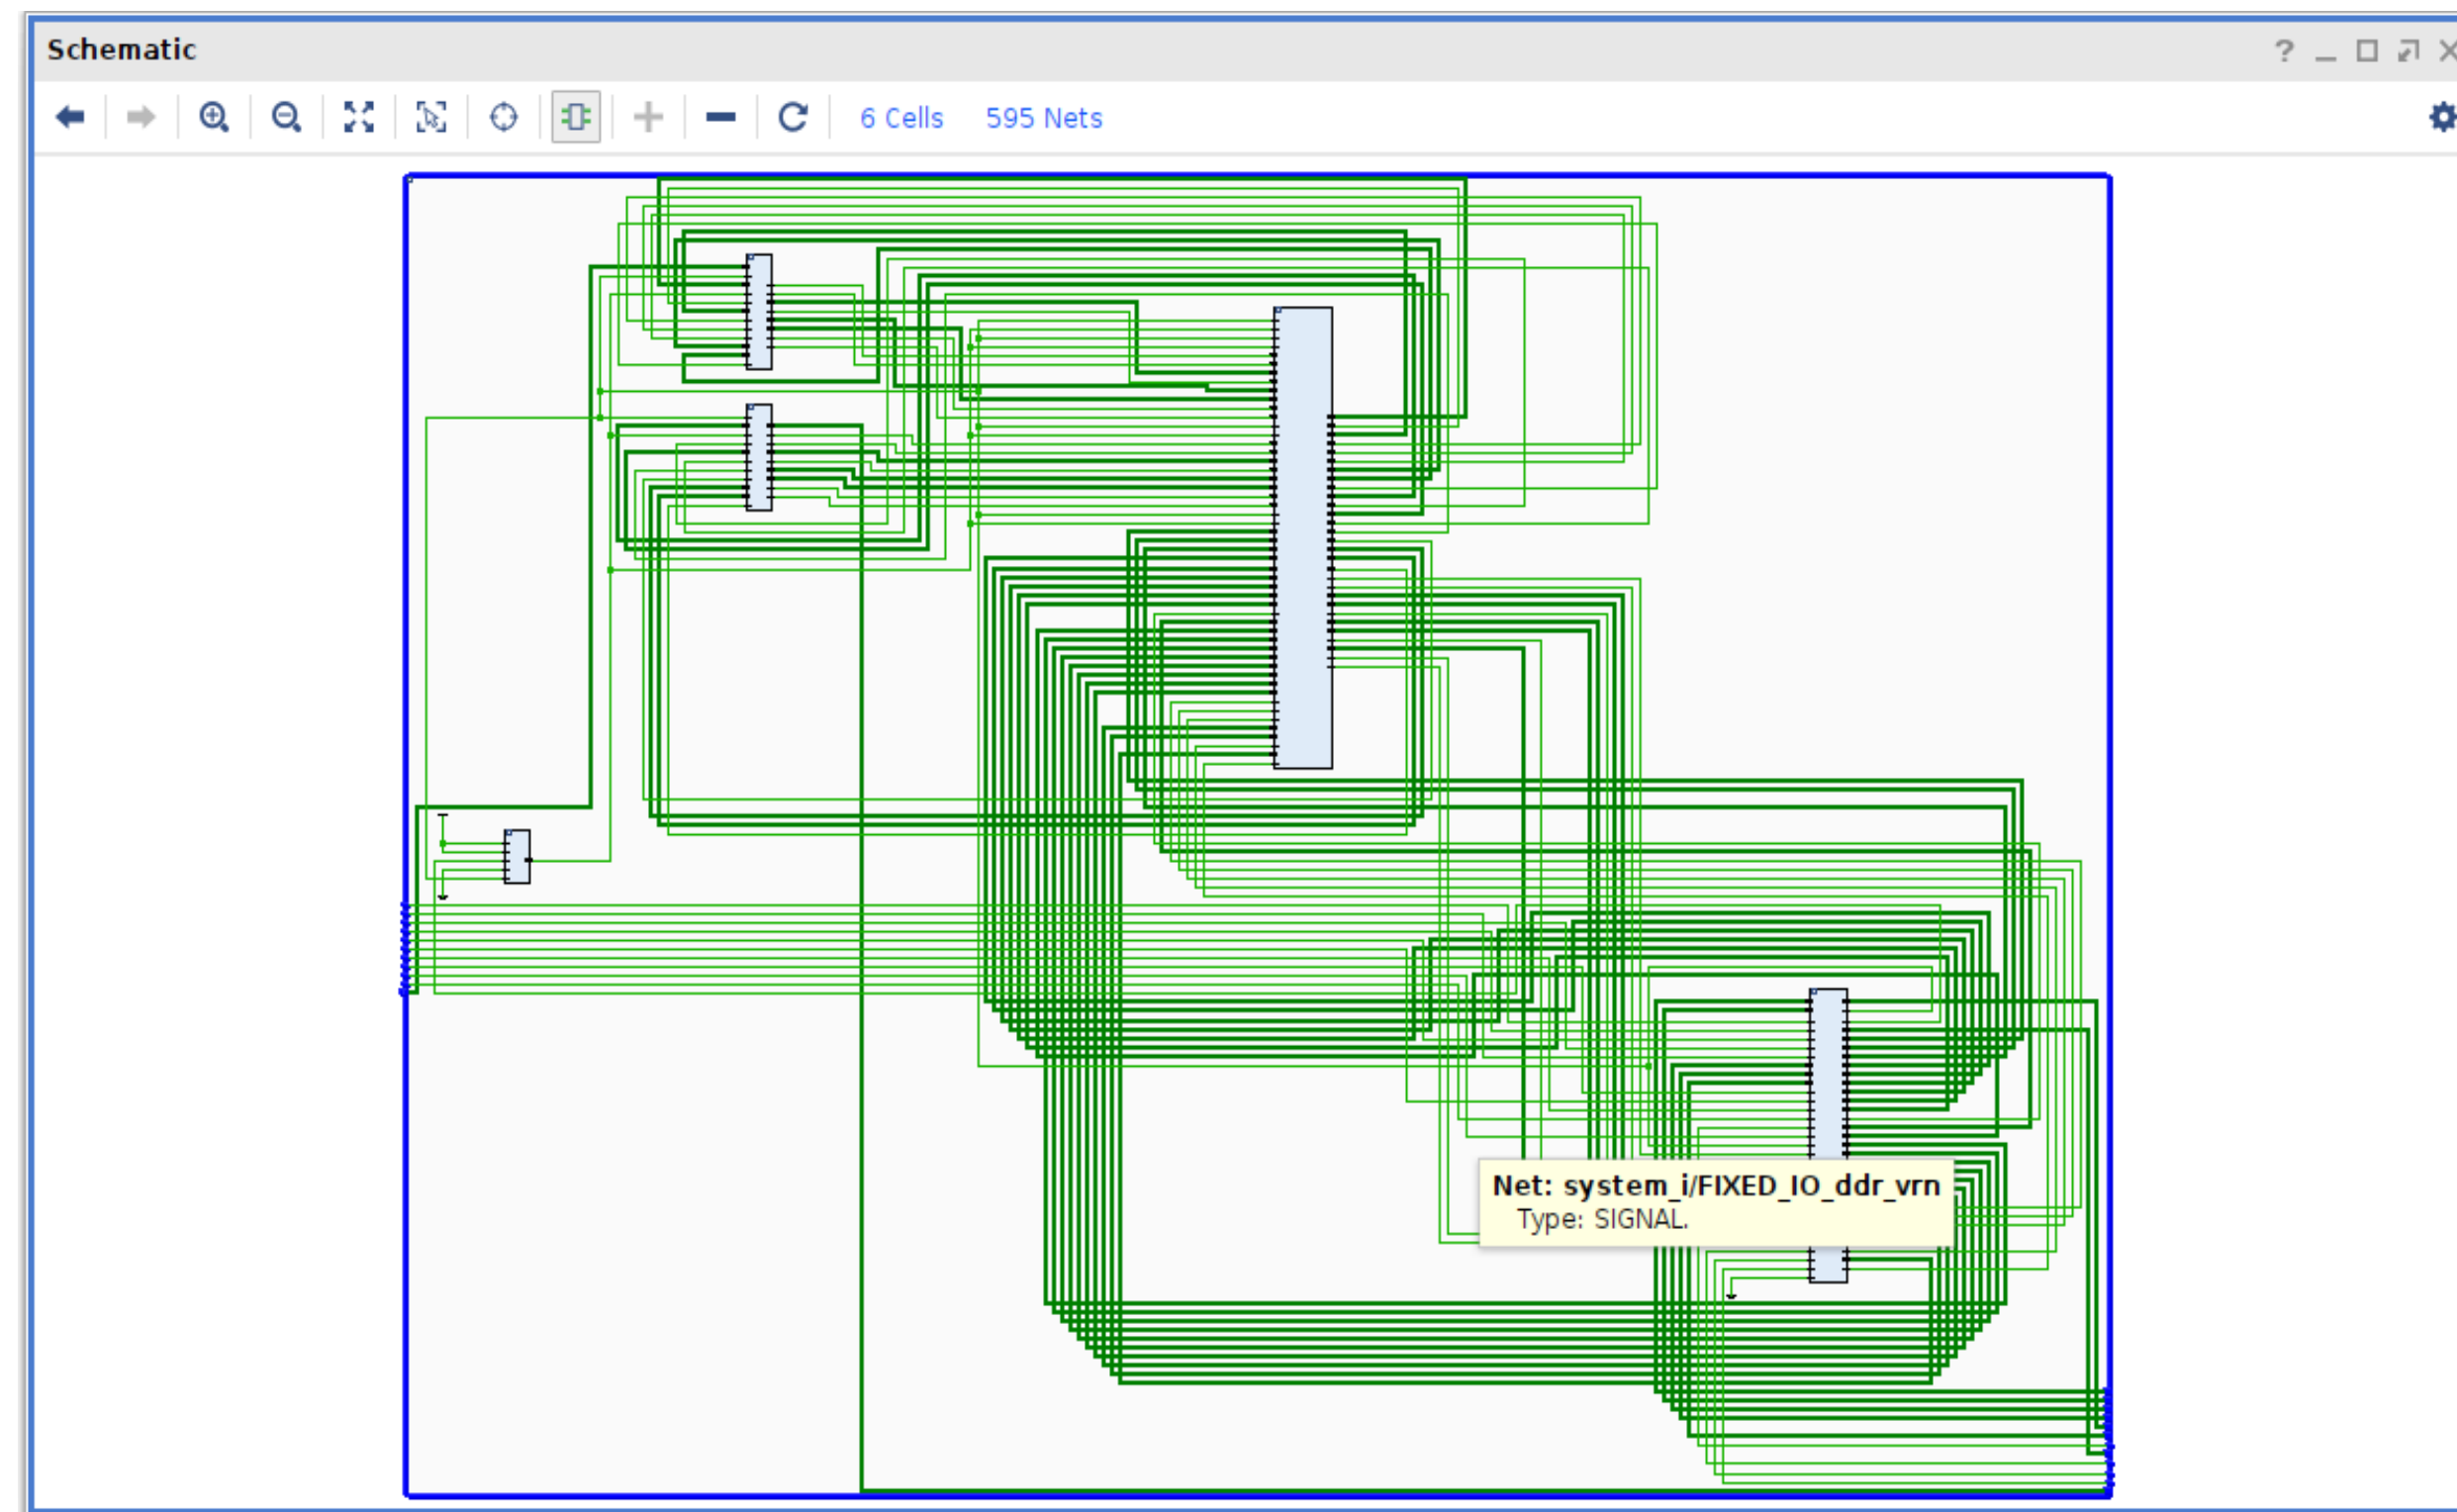 Schematic
6 Cells 595 Nets
Net: system_i/FIXED_IO_ddr_vrn
Type: SIGNAL.